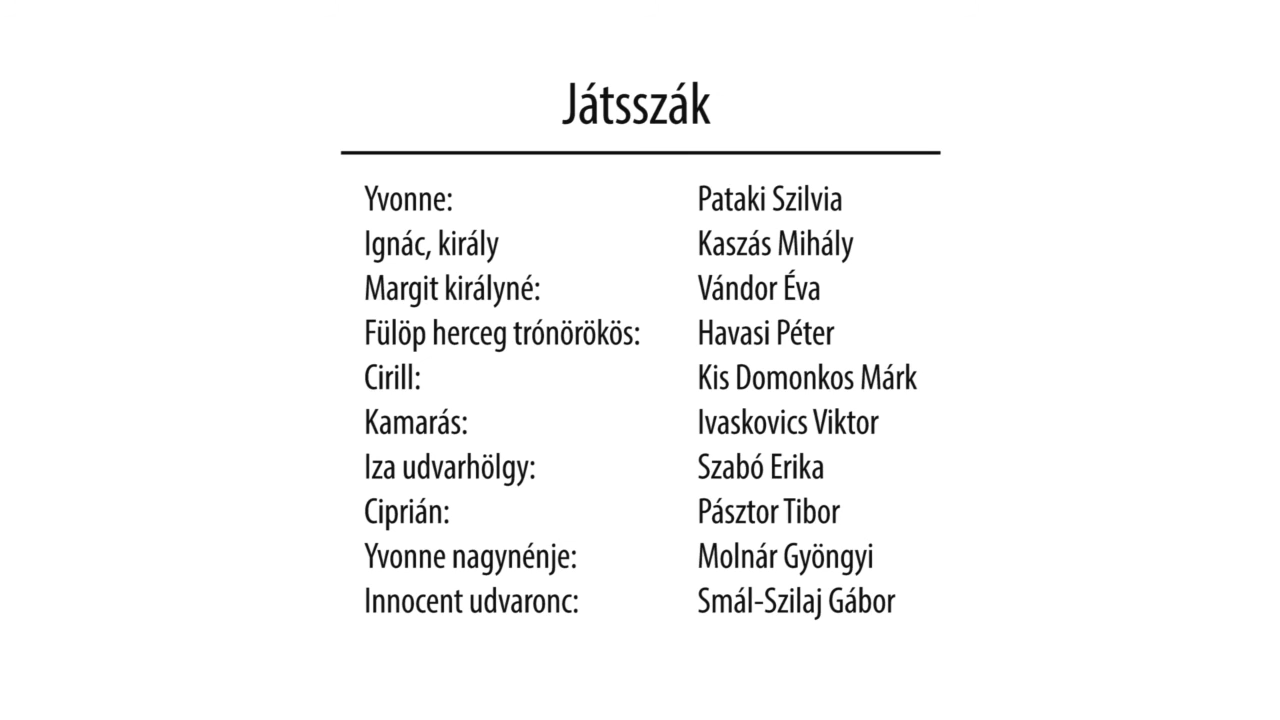 Játsszák
Yvonne: Pataki Szilvia
Ignác, király Kaszás Mihály
Margit királyné: Vándor Éva
Fülöp herceg trónörökös: Havasi Péter
Cirill: Kis Domonkos Márk
Kamarás: Ivaskovics Viktor
Iza udvarhölgy: Szabó Erika
Ciprián: Pásztor Tibor
Yvonne nagynénje: Molnár Gyöngyi
Innocent udvaronc: Smál-Szilaj Gábor